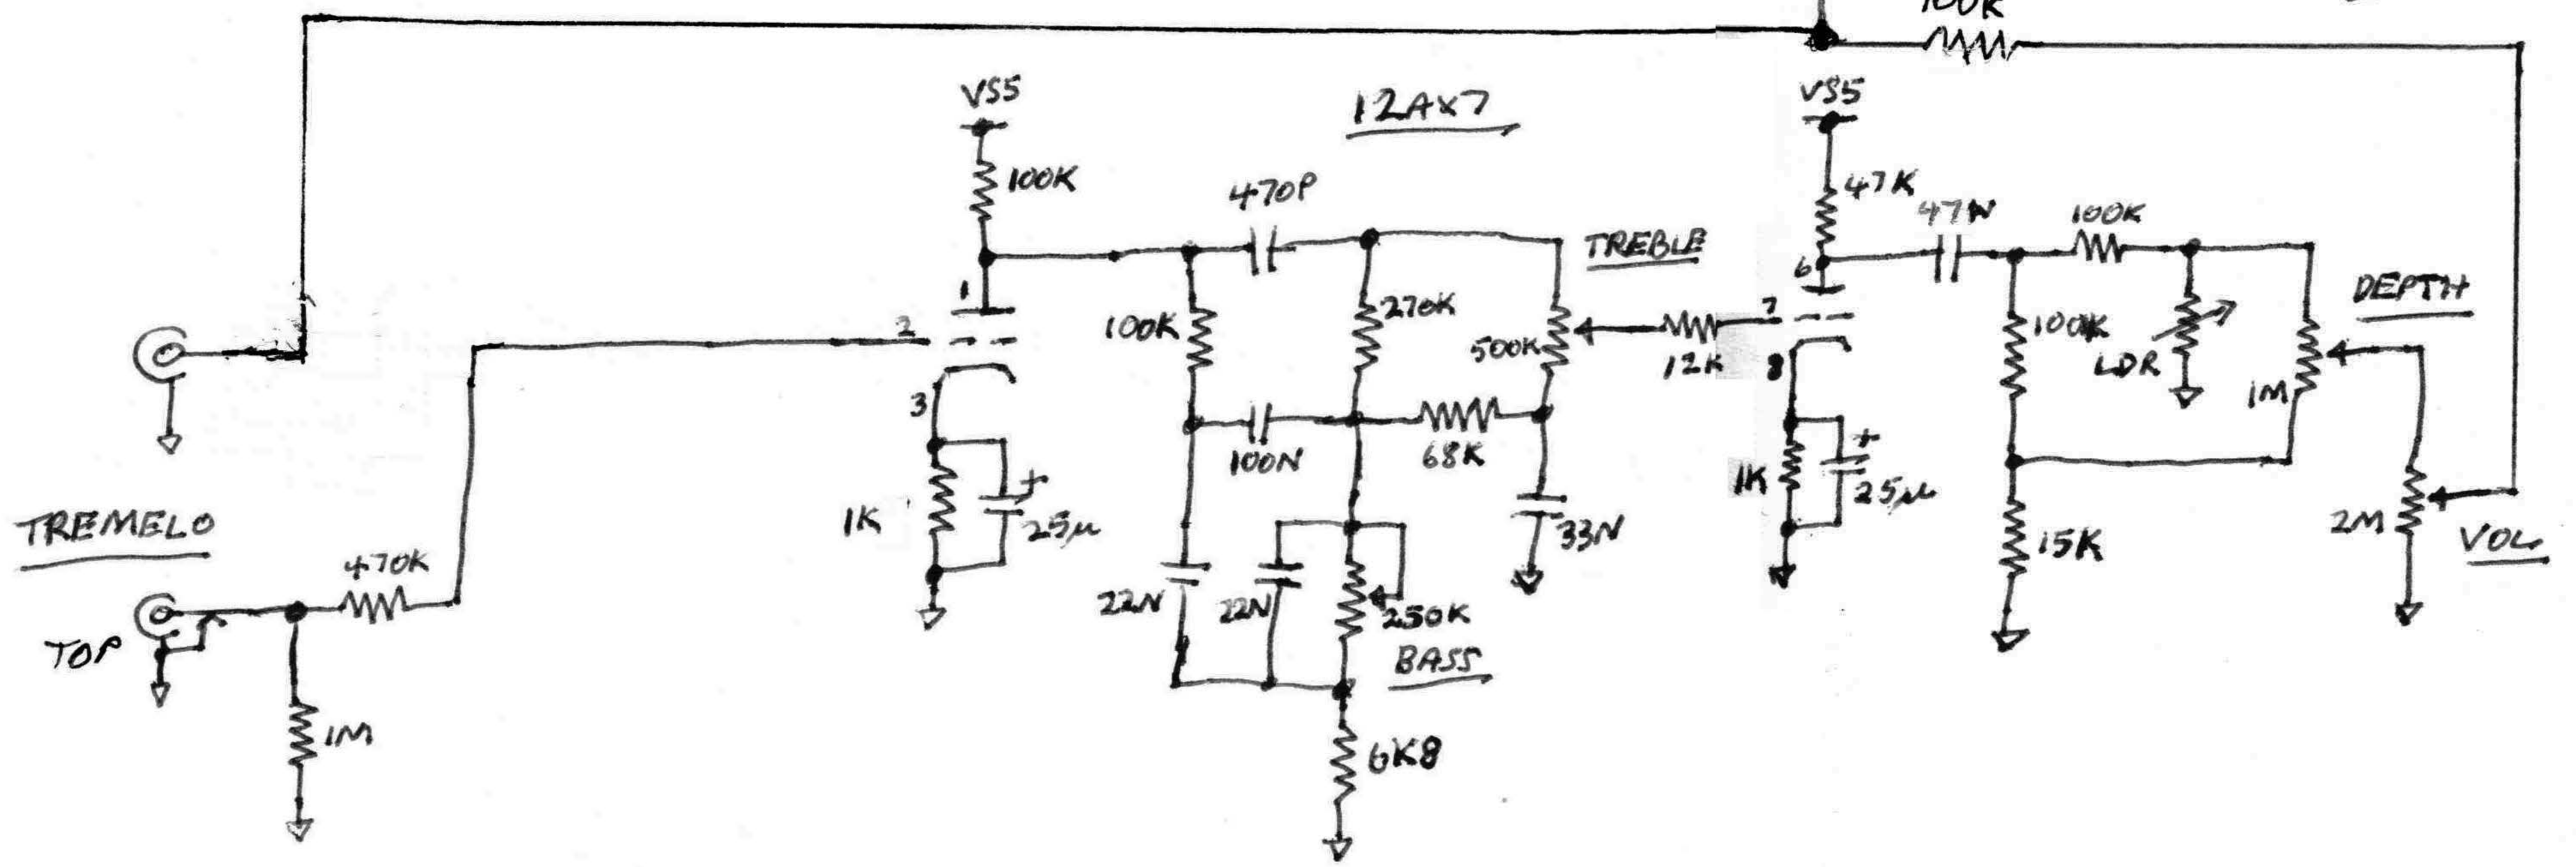 100K
VS5
12AX7
VS5
100K
470P
47K
47N
100K
TREBLE
1
6
DEPTH
2
100K
270K
500K
7
100K
LDR
12K
8
1M
3
100N
68K
1K
+
25µ
1K
+
25µ
33N
2M
VOL
TREMELO
470K
15K
22N
22N
250K
TOP
BASS
1M
6K8